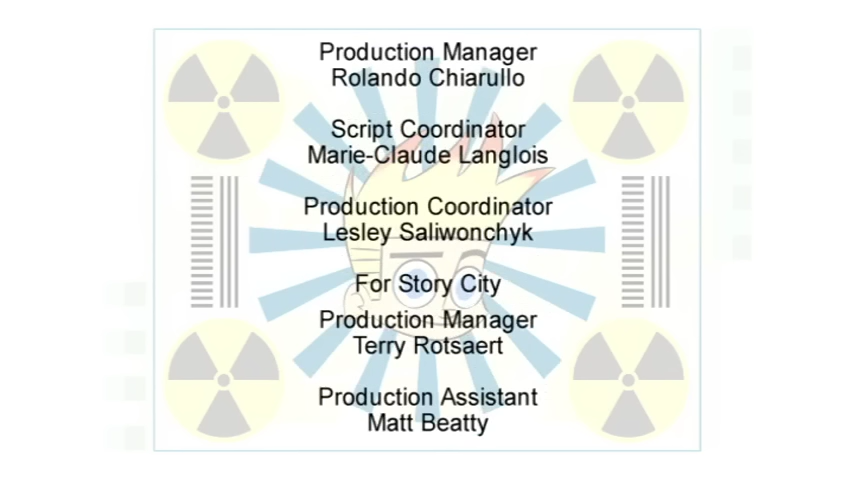 Production Manager
Rolando Chiarullo
Script Coordinator
Marie-Claude Langlois
Production Coordinator
Lesley Saliwonchyk
For Story City
Production Manager
Terry Rotsaert
Production Assistant
Matt Beatty